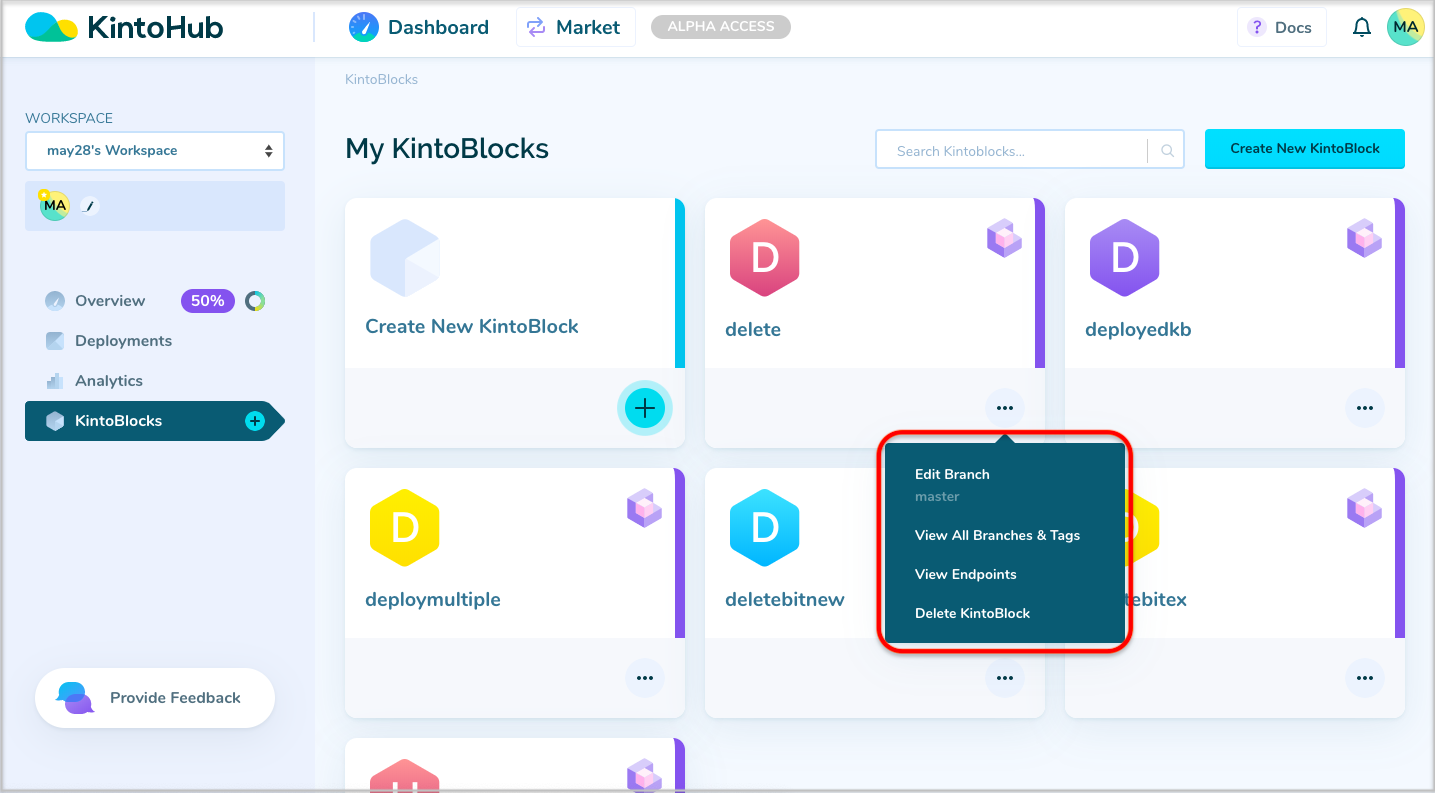 KintoHub
Dashboard
Market
ALPHA ACCESS
? Docs
MA
KintoBlocks
WORKSPACE
may28's Workspace
MA
Overview 50%
Deployments
Analytics
KintoBlocks
Provide Feedback
My KintoBlocks
Search Kintoblocks...
Create New KintoBlock
Create New KintoBlock
D
delete
D
deployedkb
Edit Branch
master
View All Branches & Tags
View Endpoints
Delete KintoBlock
D
deploymultiple
D
deletebitnew
D
tebitex